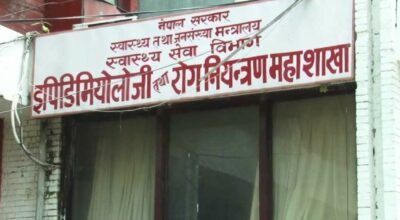 नेपाल सरकार
स्वास्थ्य तथा जनसंख्या मन्त्रालय
स्वास्थ्य सेवा विभाग
इपिडिमियोलोजी तथा रोग नियन्त्रण महाशाखा